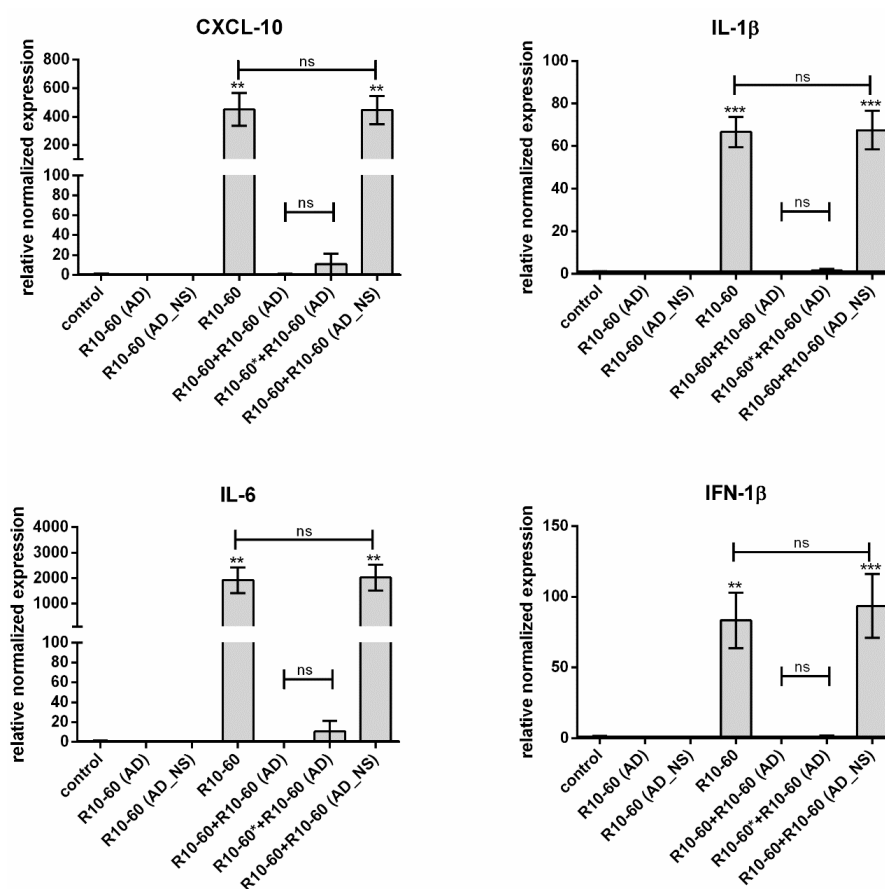 CXCL-10
relative normalized expression
800
600
400
200
100
80
60
40
20
0
ns
**
**
ns
control
R10-60 (AD)
R10-60 (AD_NS)
R10-60
R10-60+R10-60 (AD)
R10-60*+R10-60 (AD)
R10-60+R10-60 (AD_NS)
IL-1β
relative normalized expression
100
80
60
40
20
0
ns
***
***
ns
control
R10-60 (AD)
R10-60 (AD_NS)
R10-60
R10-60+R10-60 (AD)
R10-60*+R10-60 (AD)
R10-60+R10-60 (AD_NS)
IL-6
relative normalized expression
4000
3000
2000
1000
100
80
60
40
20
0
ns
**
**
ns
control
R10-60 (AD)
R10-60 (AD_NS)
R10-60
R10-60+R10-60 (AD)
R10-60*+R10-60 (AD)
R10-60+R10-60 (AD_NS)
IFN-1β
relative normalized expression
150
100
50
0
ns
**
***
ns
control
R10-60 (AD)
R10-60 (AD_NS)
R10-60
R10-60+R10-60 (AD)
R10-60*+R10-60 (AD)
R10-60+R10-60 (AD_NS)